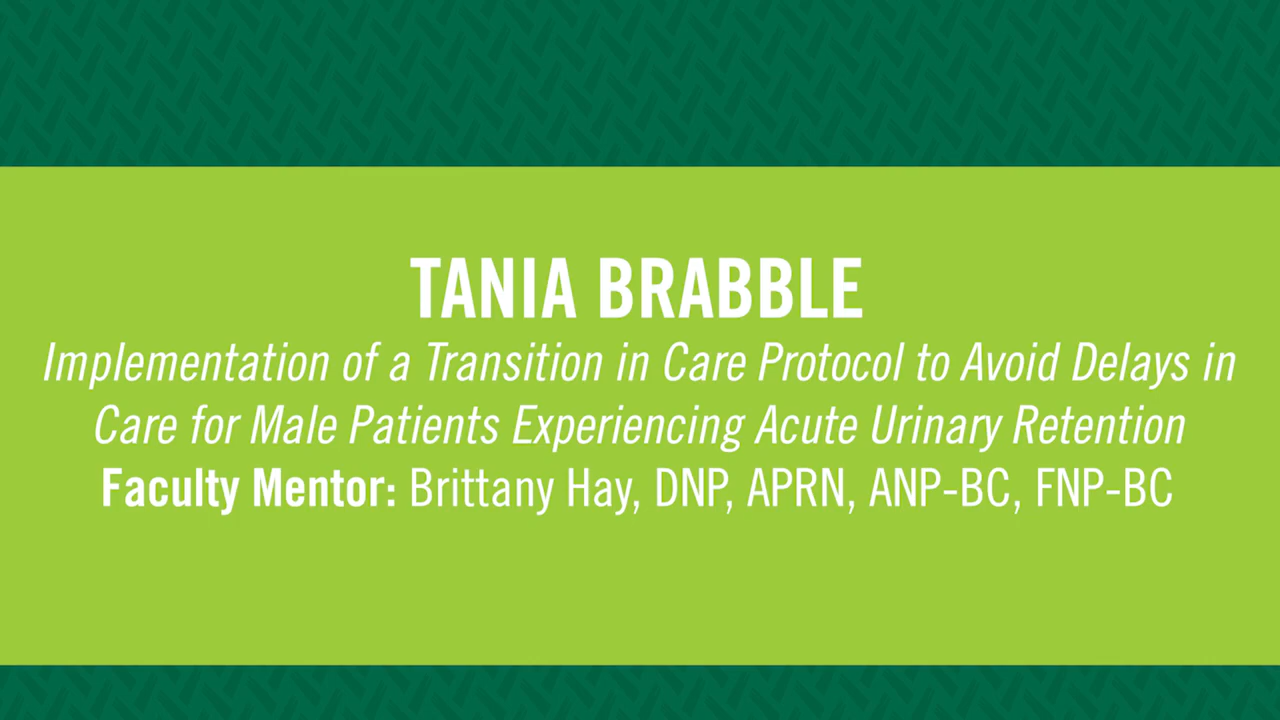 TANIA BRABBLE
Implementation of a Transition in Care Protocol to Avoid Delays in
Care for Male Patients Experiencing Acute Urinary Retention
Faculty Mentor: Brittany Hay, DNP, APRN, ANP-BC, FNP-BC